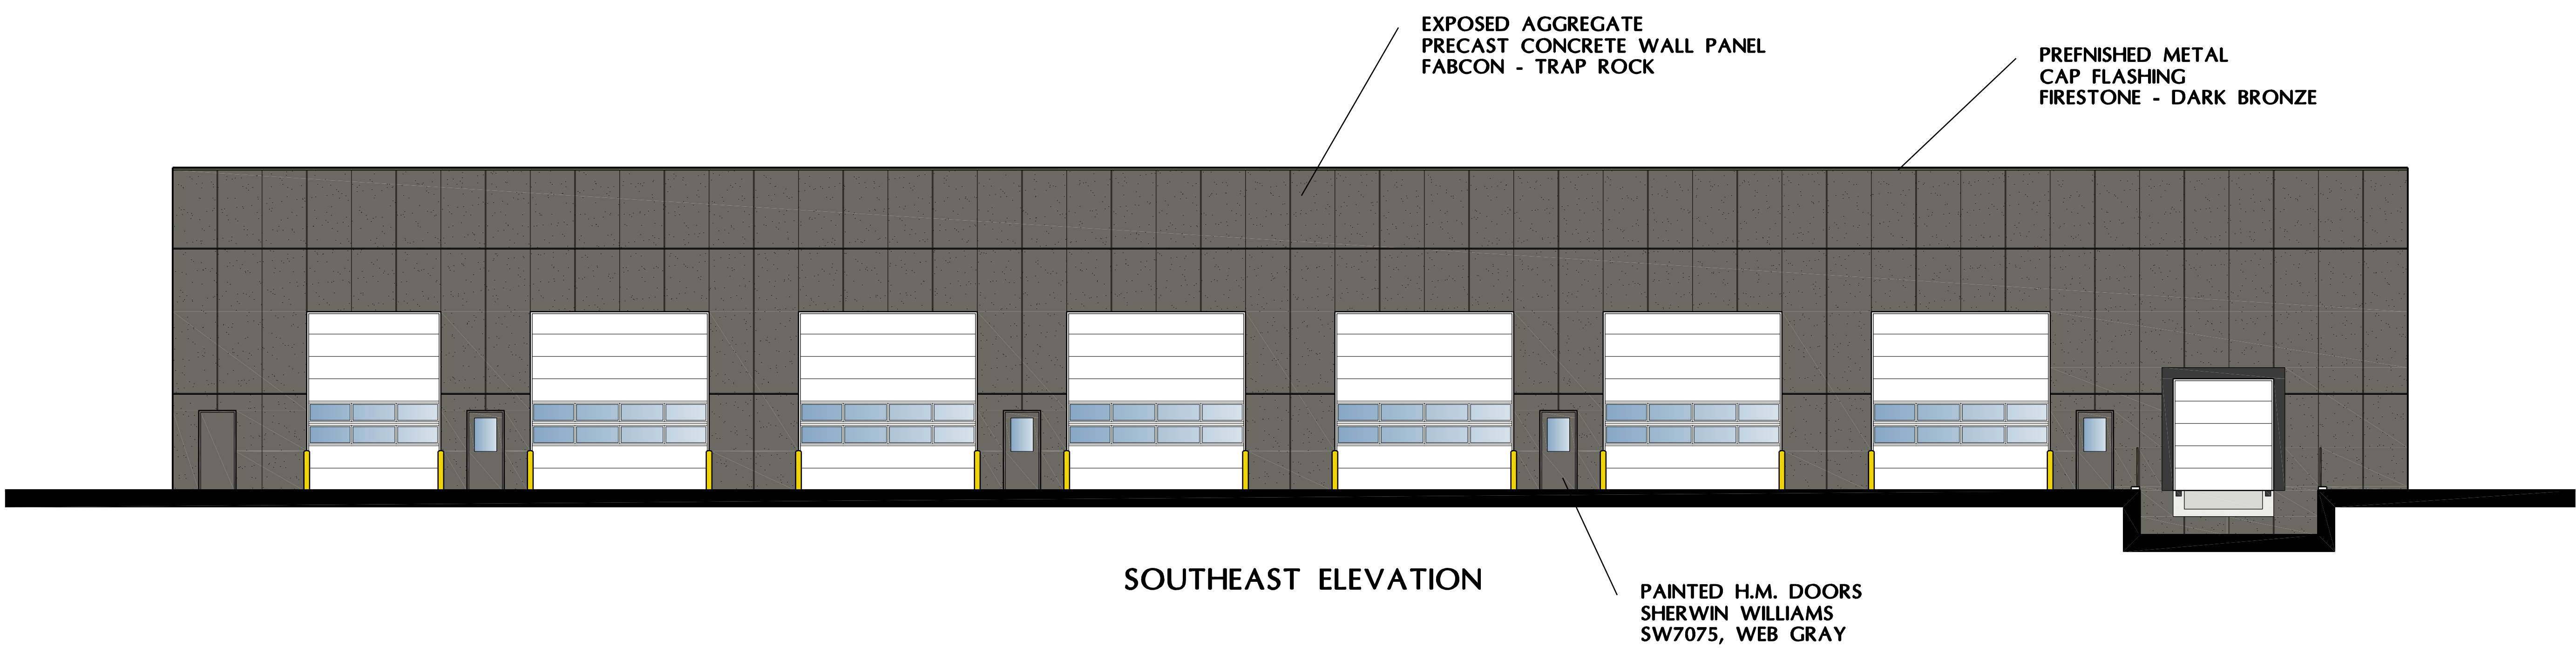 EXPOSED AGGREGATE
PRECAST CONCRETE WALL PANEL
FABCON - TRAP ROCK
PREFNISHED METAL
CAP FLASHING
FIRESTONE - DARK BRONZE
SOUTHEAST ELEVATION
PAINTED H.M. DOORS
SHERWIN WILLIAMS
SW7075, WEB GRAY